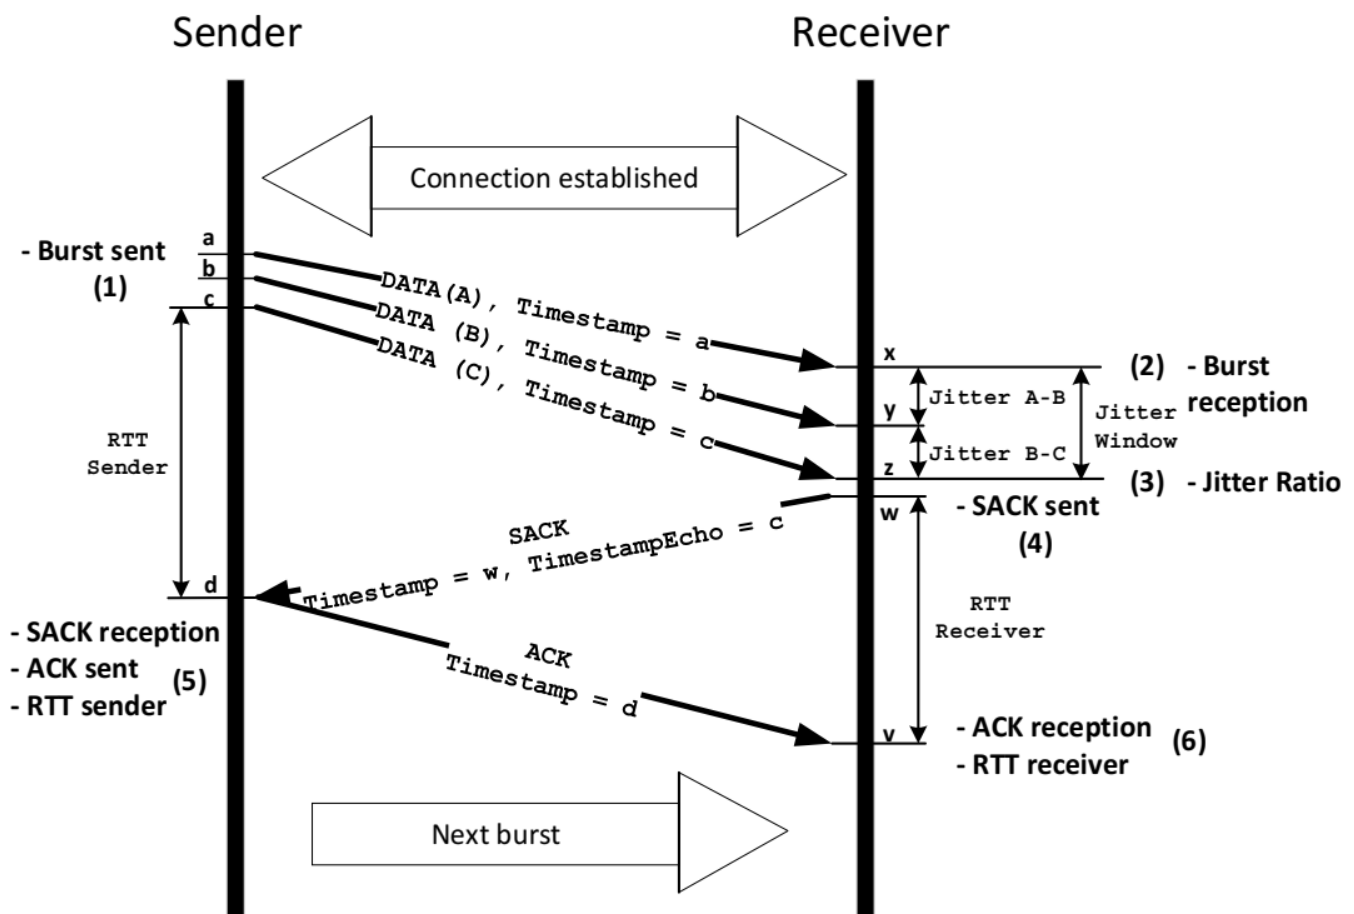 Sender
Receiver
Connection established
- Burst sent
(1)
a
b
c
DATA(A), Timestamp = a
DATA (B), Timestamp = b
DATA (C), Timestamp = c
x
y
z
w
(2) - Burst
reception
Jitter A-B
Jitter
Window
Jitter B-C
(3) - Jitter Ratio
RTT
Sender
- SACK sent
(4)
SACK
Timestamp = w, TimestampEcho = c
d
RTT
Receiver
- SACK reception
- ACK sent
- RTT sender
(5)
ACK
Timestamp = d
v
- ACK reception
- RTT receiver
(6)
Next burst